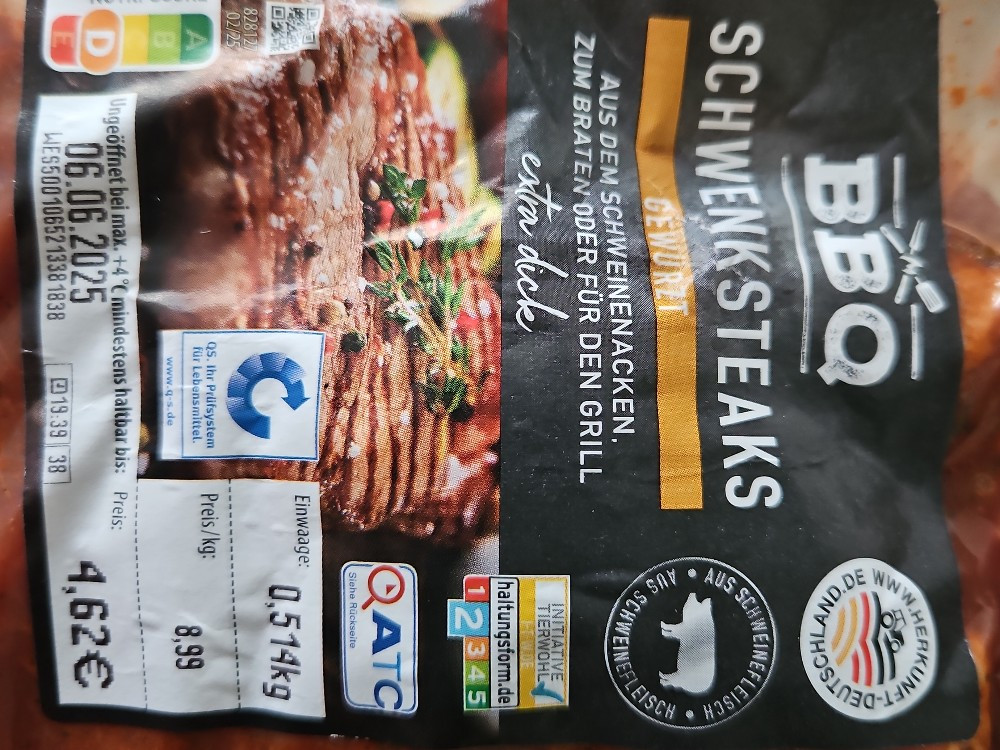 BBQ
SCHWENKSTEAKS
GEWÜRZT
AUS DEM SCHWEINENACKEN,
ZUM BRATEN ODER FÜR DEN GRILL
extra dick
WWW.HERKUNFT-DEUTSCHLAND.DE
AUS SCHWEINEFLEISCH • AUS SCHWEINEFLEISCH •
INITIATIVE
TIERWOHL
haltungsform.de
1 2 3 4 5
QATC
Siehe Rückseite
82812
02/25
A B D E
QS. Ihr Prüfsystem
für Lebensmittel.
www.q-s.de
Einwaage: 0,514kg
Preis/kg: 8,99
Preis: 4,62€
Ungeöffnet bei max. +4°C mindestens haltbar bis:
06.06.2025
19:39 38